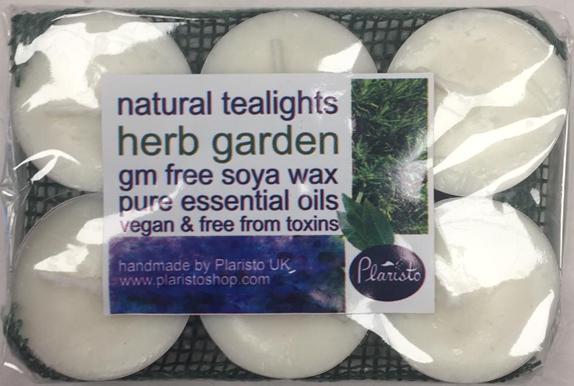 natural tealights
herb garden
gm free soya wax
pure essential oils
vegan & free from toxins
handmade by Plaristo UK
www.plaristoshop.com
Plaristo